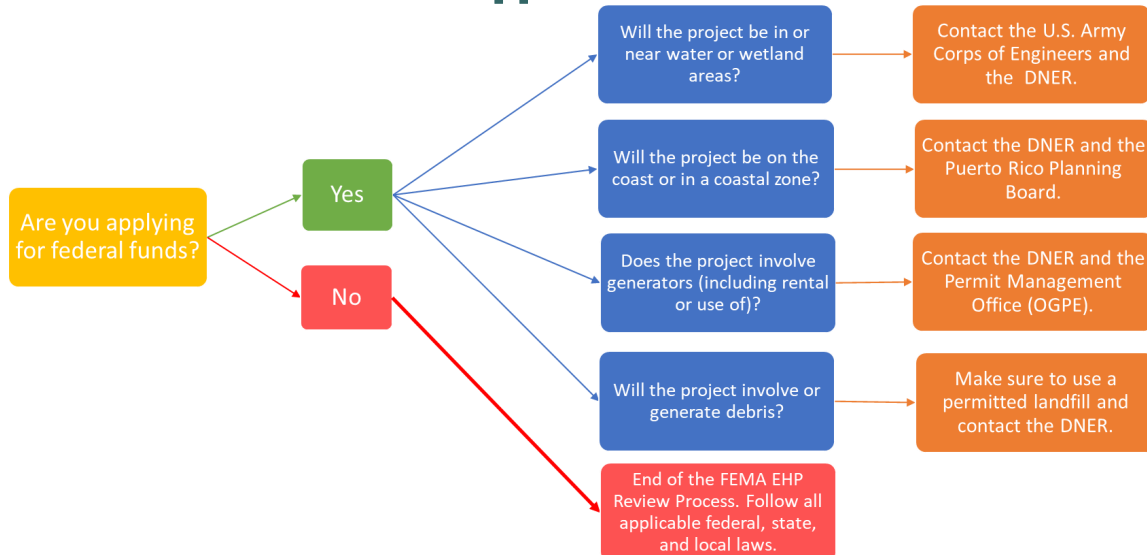 Are you applying
for federal funds?
Yes
No
Will the project be in or
near water or wetland
areas?
Contact the U.S. Army
Corps of Engineers and
the DNER.
Will the project be on the
coast or in a coastal zone?
Contact the DNER and the
Puerto Rico Planning
Board.
Does the project involve
generators (including rental
or use of)?
Contact the DNER and the
Permit Management
Office (OGPE).
Will the project involve or
generate debris?
Make sure to use a
permitted landfill and
contact the DNER.
End of the FEMA EHP
Review Process. Follow all
applicable federal, state,
and local laws.